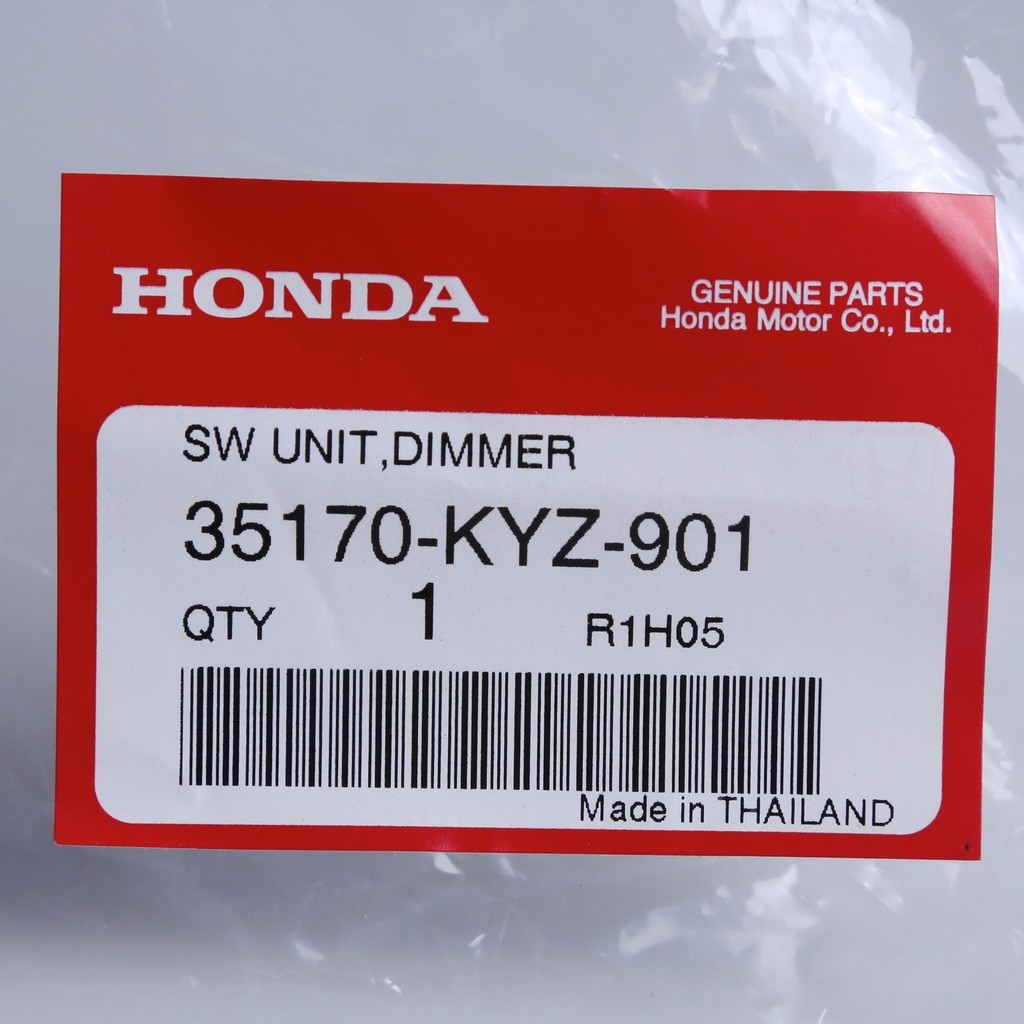 HONDA
GENUINE PARTS
Honda Motor Co., Ltd.
SW UNIT,DIMMER
35170-KYZ-901
QTY 1 R1H05
Made in THAILAND